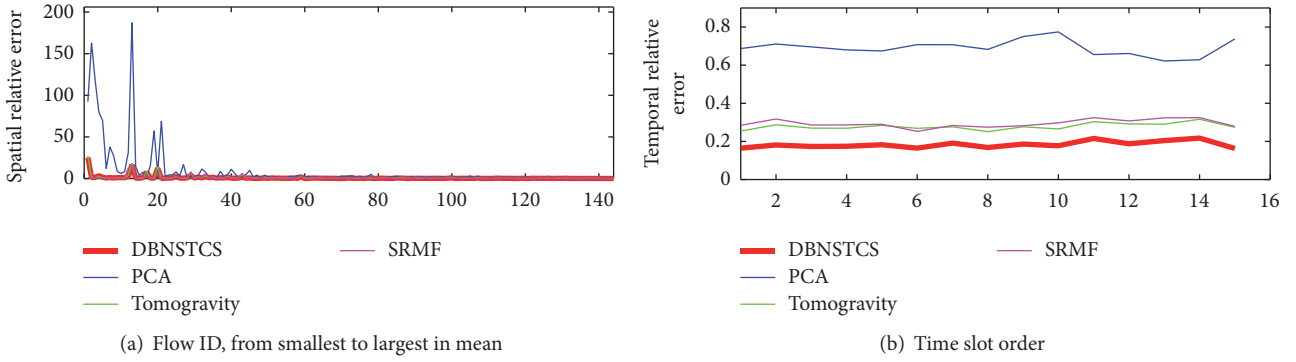 Spatial relative error
200
150
100
50
0
0 20 40 60 80 100 120 140
DBNSTCS
PCA
Tomogravity
SRMF
(a) Flow ID, from smallest to largest in mean
Temporal relative
error
0.8
0.6
0.4
0.2
0
2 4 6 8 10 12 14 16
DBNSTCS
PCA
Tomogravity
SRMF
(b) Time slot order